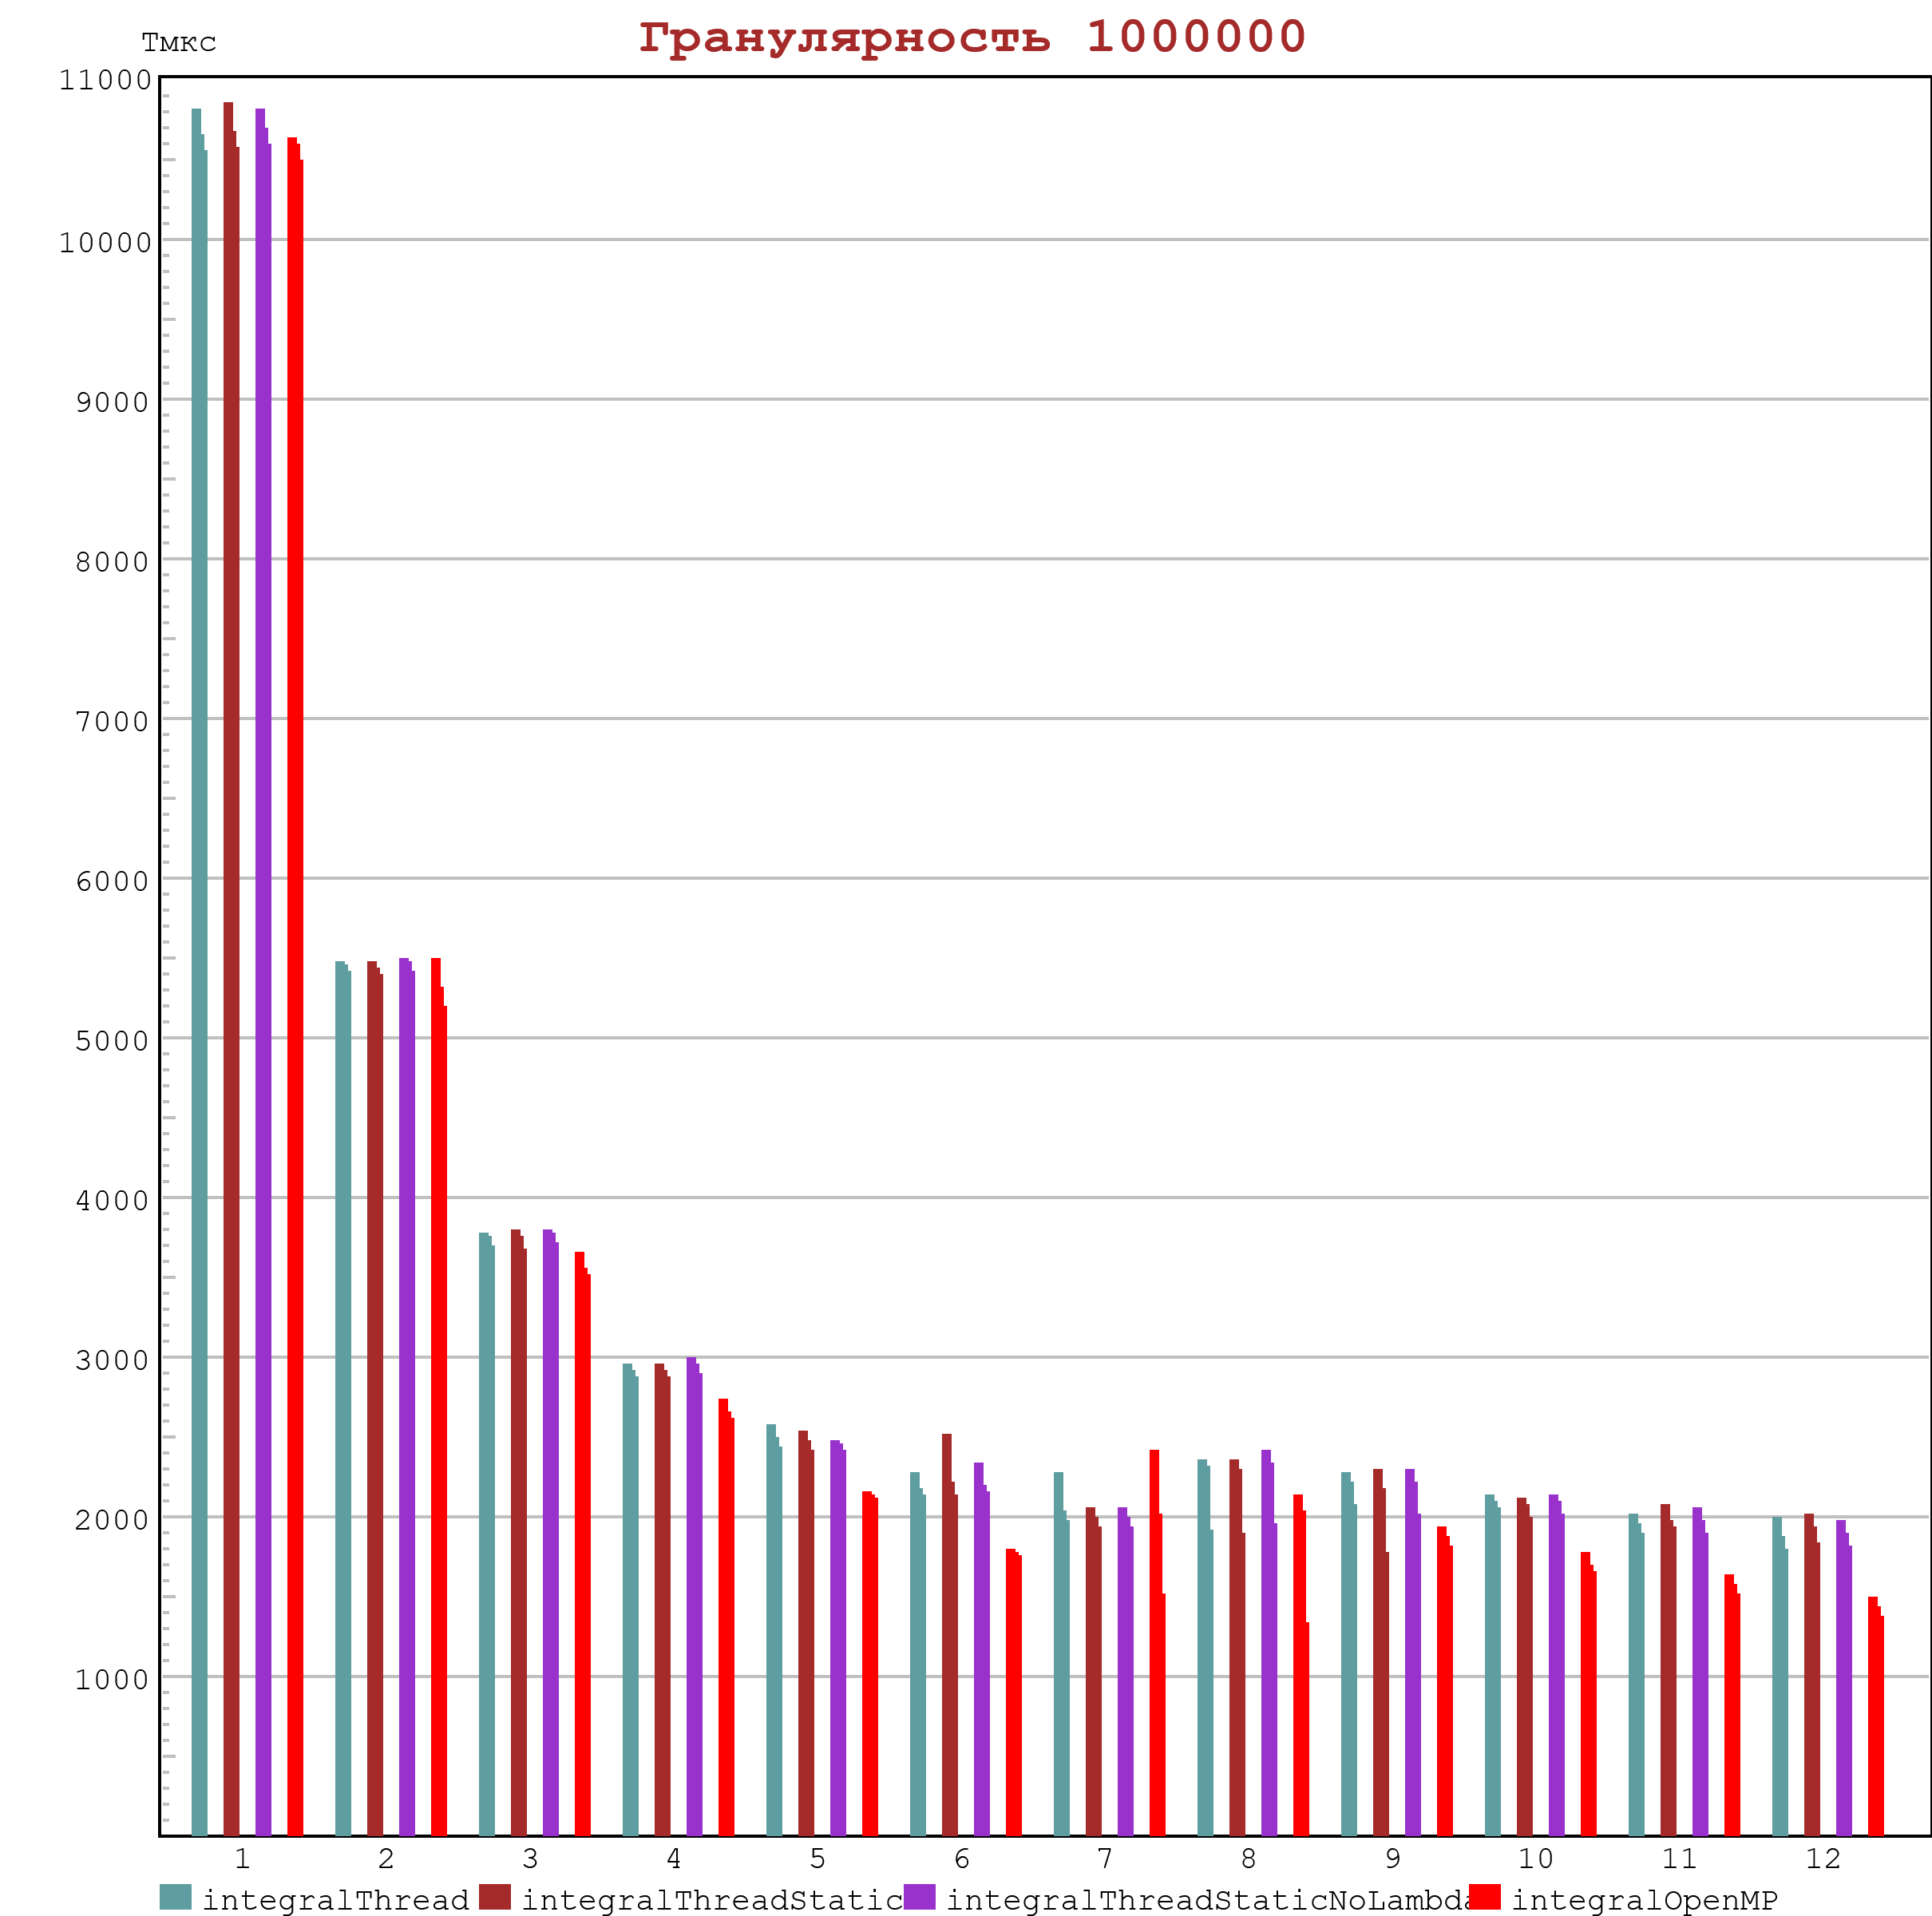 Гранулярность 1000000
Тмкс
11000
10000
9000
8000
7000
6000
5000
4000
3000
2000
1000
1 2 3 4 5 6 7 8 9 10 11 12
integralThread integralThreadStatic integralThreadStaticNoLambda integralOpenMP